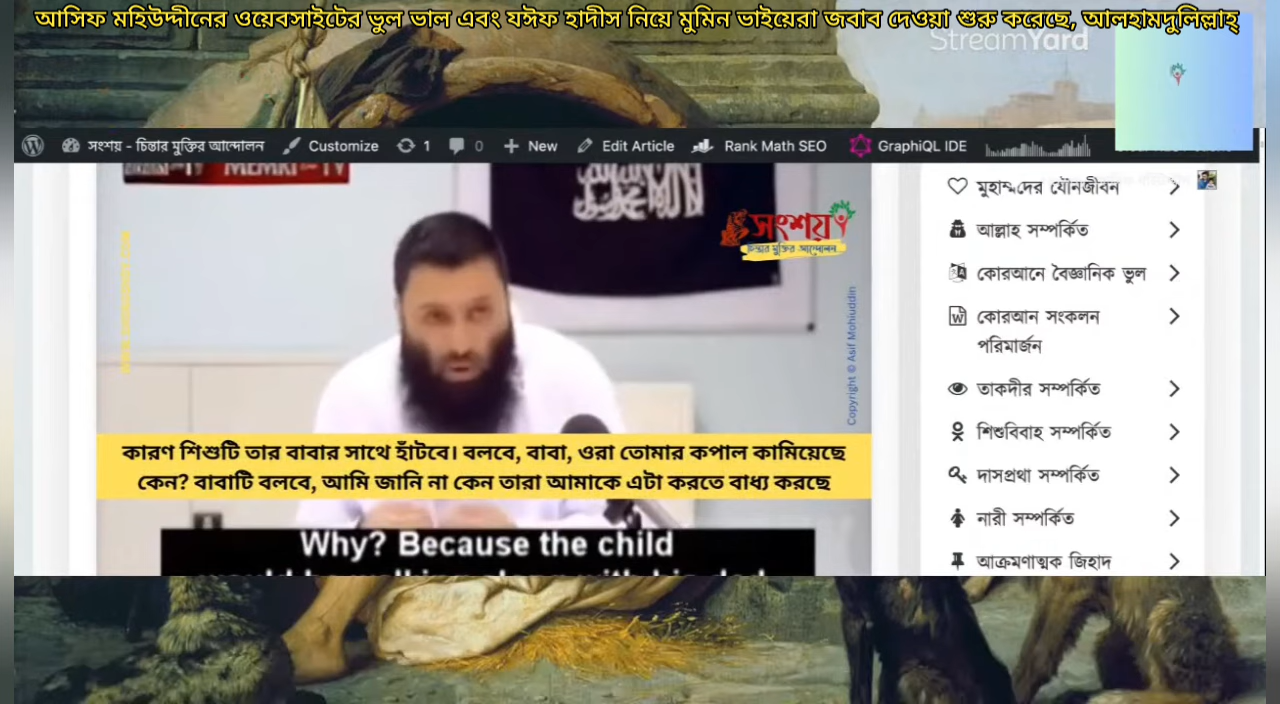 আসিফ মহিউদ্দীনের ওয়েবসাইটের ভুল ভাল এবং যঈফ হাদীস নিয়ে মুমিন ভাইয়েরা জবাব দেওয়া শুরু করেছে, আলহামদুলিল্লাহ্
StreamYard
সংশয় - চিন্তার মুক্তির আন্দোলন Customize 1 0 New Edit Article Rank Math SEO GraphiQL IDE
সংশয়
চিন্তার মুক্তির আন্দোলন
Copyright © Asif Mohiuddin
কারণ শিশুটি তার বাবার সাথে হাঁটবে। বলবে, বাবা, ওরা তোমার কপাল কামিয়েছে
কেন? বাবাটি বলবে, আমি জানি না কেন তারা আমাকে এটা করতে বাধ্য করছে
Why? Because the child
মুহাম্মদের যৌনজীবন
আল্লাহ সম্পর্কিত
কোরআনে বৈজ্ঞানিক ভুল
কোরআন সংকলন
পরিমার্জন
তাকদীর সম্পর্কিত
শিশুবিবাহ সম্পর্কিত
দাসপ্রথা সম্পর্কিত
নারী সম্পর্কিত
আক্রমণাত্মক জিহাদ